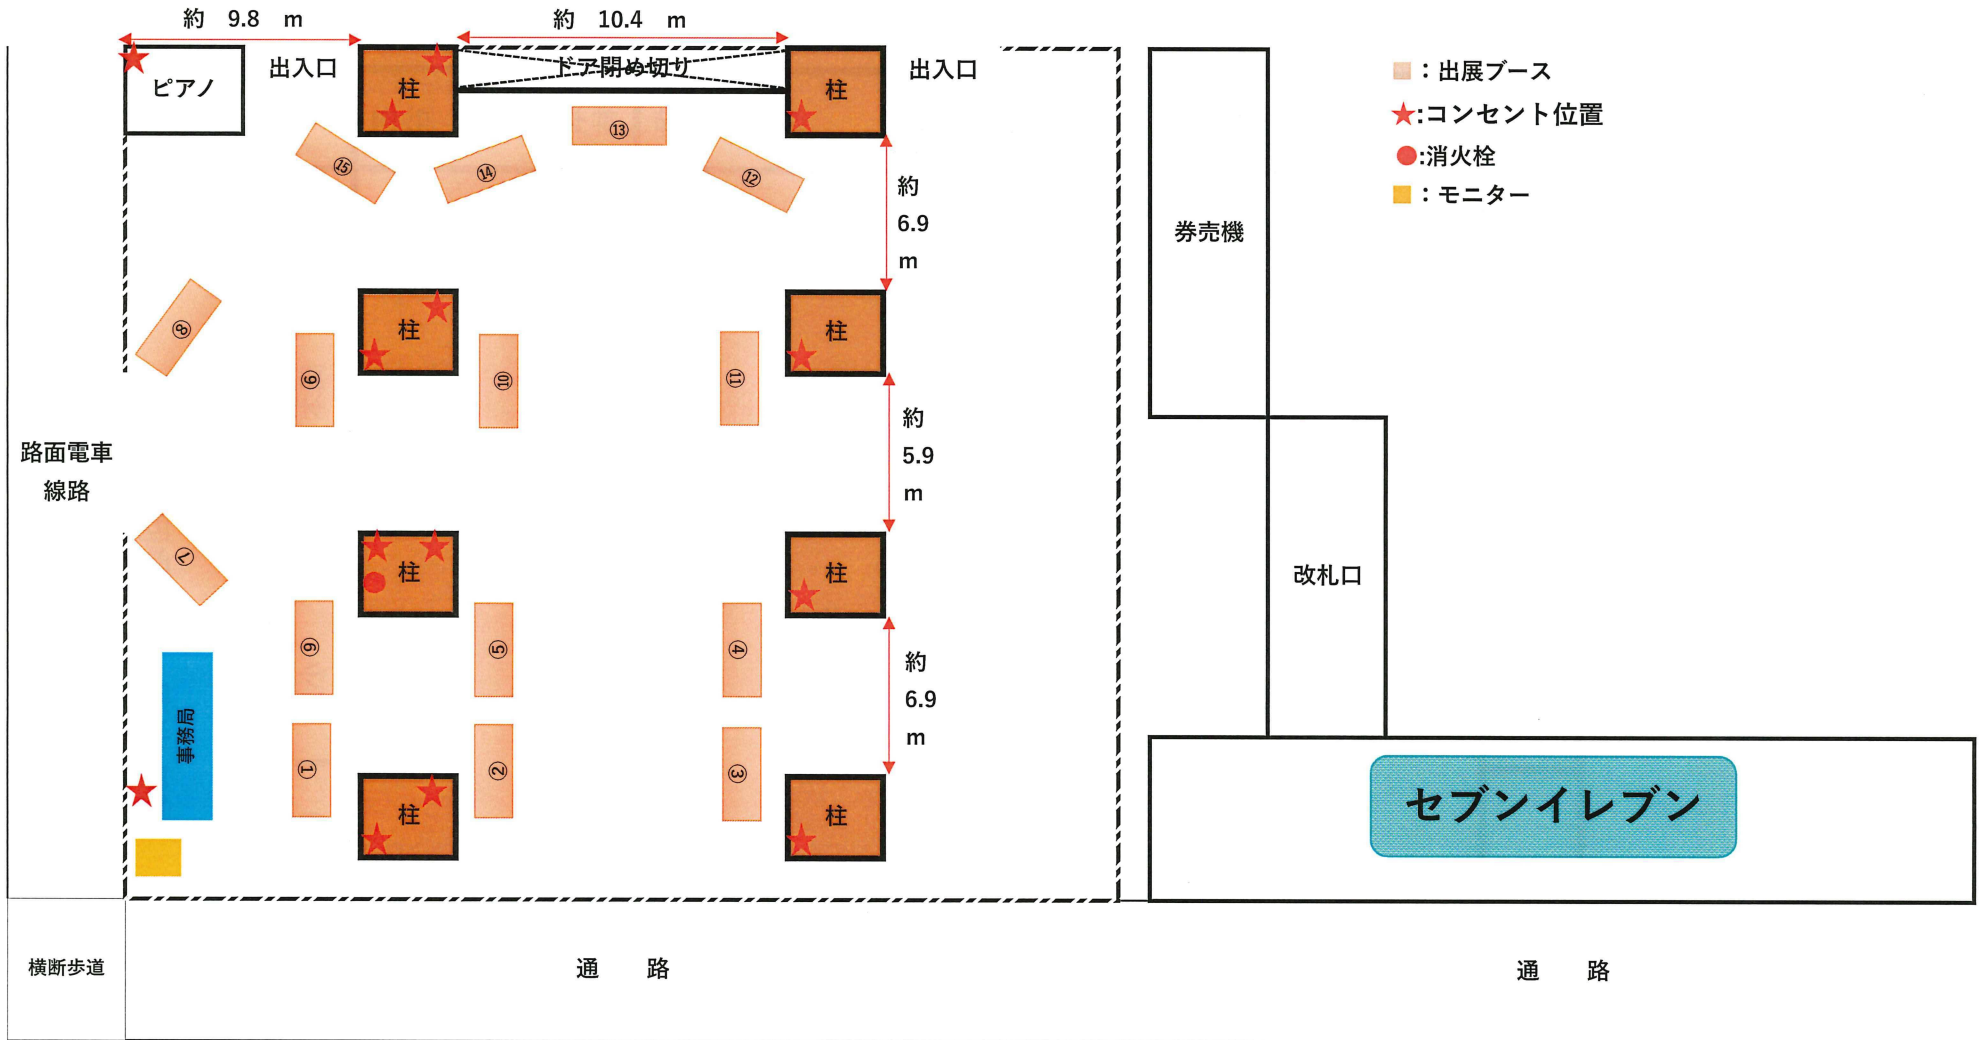 約 9.8 m
約 10.4 m
ピアノ
出入口
柱
ドア閉め切り
柱
出入口
：出展ブース
:コンセント位置
:消火栓
：モニター
⑬
⑮
⑭
⑫
約
6.9
m
券売機
柱
柱
⑧
⑨
⑩
⑪
約
5.9
m
路面電車
線路
⑦
柱
柱
改札口
⑥
⑤
④
約
6.9
m
事務局
①
②
③
柱
柱
セブンイレブン
横断歩道
通 路
通 路